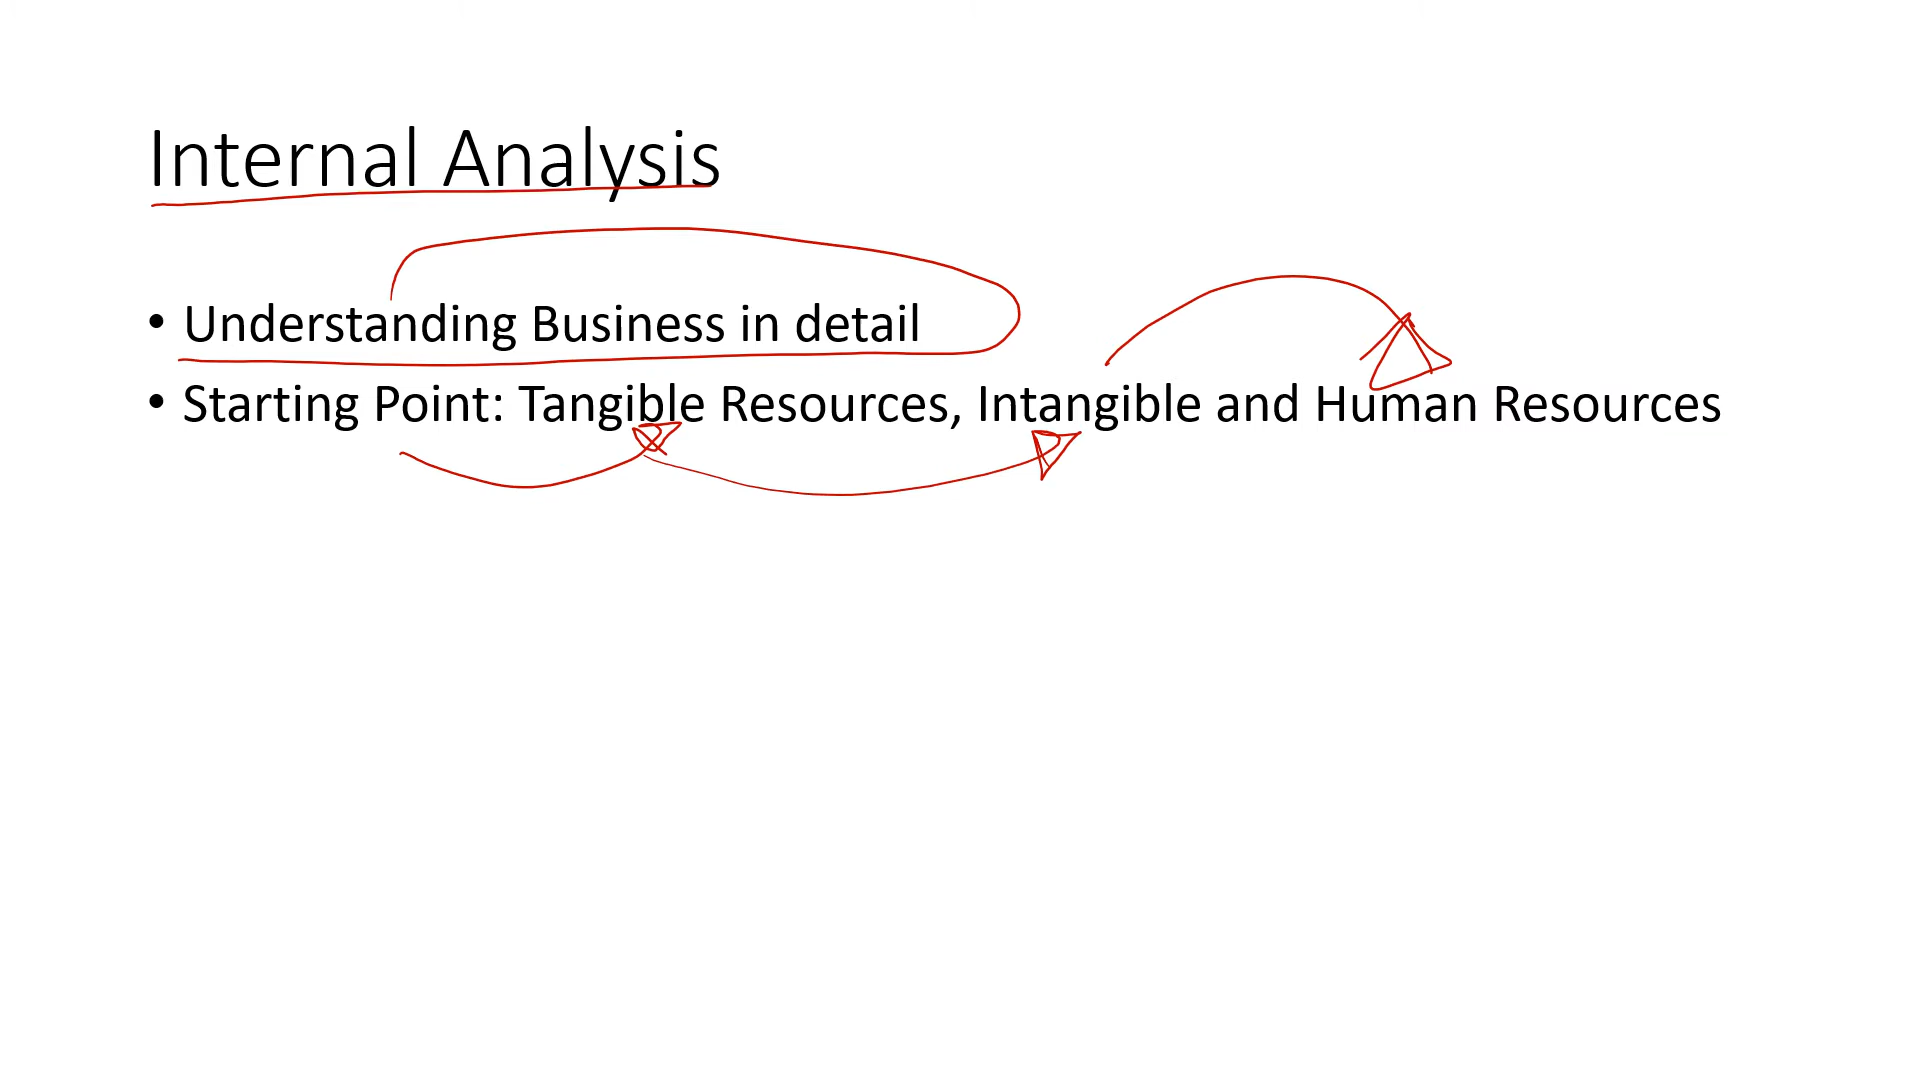 Internal Analysis
• Understanding Business in detail
• Starting Point: Tangible Resources, Intangible and Human Resources